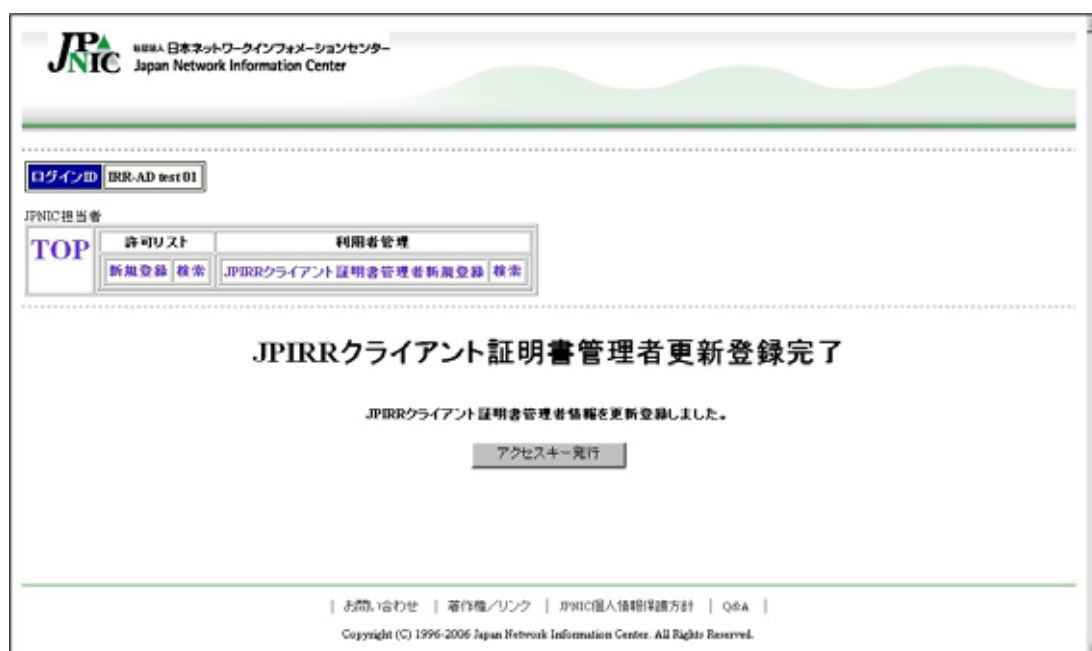 JPNIC
社団法人 日本ネットワークインフォメーションセンター
Japan Network Information Center
ログインID IRR-AD test 01
JPNIC担当者
TOP 許可リスト 利用者管理
新規登録 検索 JPIRRクライアント証明書管理者新規登録 検索
JPIRRクライアント証明書管理者更新登録完了
JPIRRクライアント証明書管理者情報を更新登録しました。
アクセスキー発行
| お問い合わせ | 著作権/リンク | JPNIC個人情報保護方針 | Q&A |
Copyright (C) 1996-2006 Japan Network Information Center. All Rights Reserved.